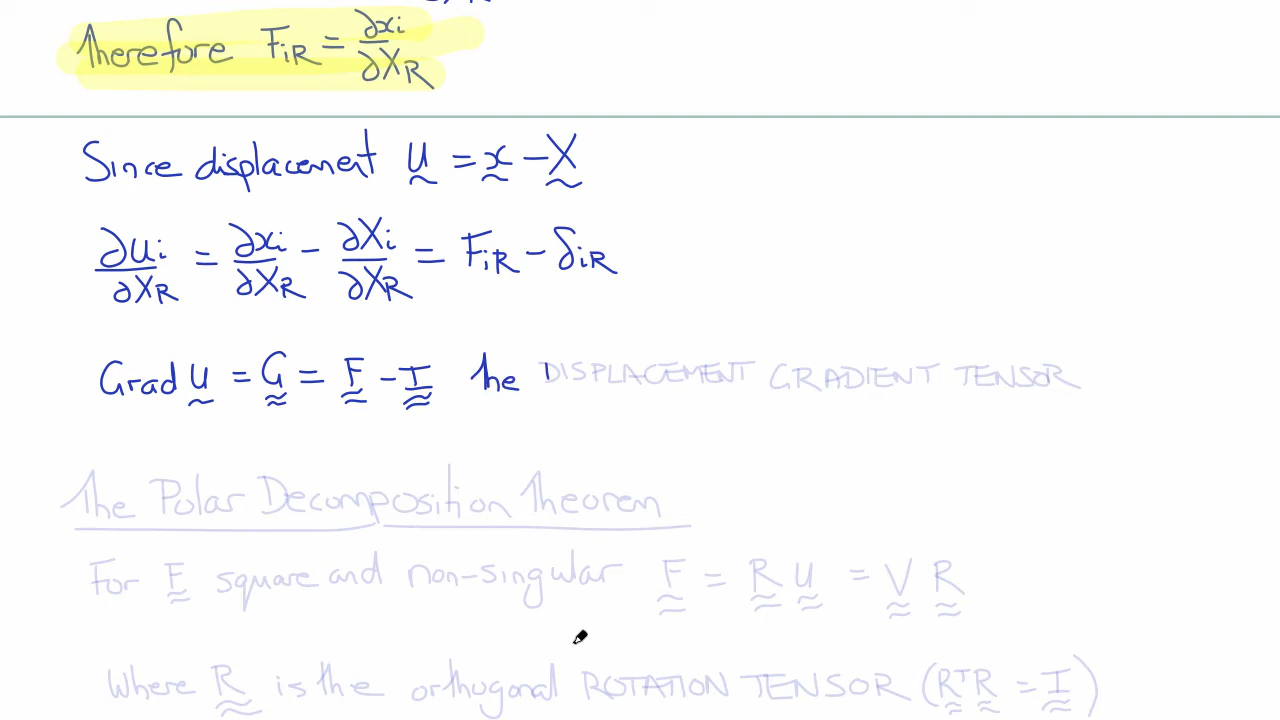 Therefore F_iR = ∂x_i/∂X_R
Since displacement u = x - X
∂u_i/∂X_R = ∂x_i/∂X_R - ∂X_i/∂X_R = F_iR - δ_iR
Grad u = G = F - I the DISPLACEMENT GRADIENT TENSOR
The Polar Decomposition Theorem
For F square and non-singular F = R U = V R
Where R is the orthogonal ROTATION TENSOR (R^T R = I)